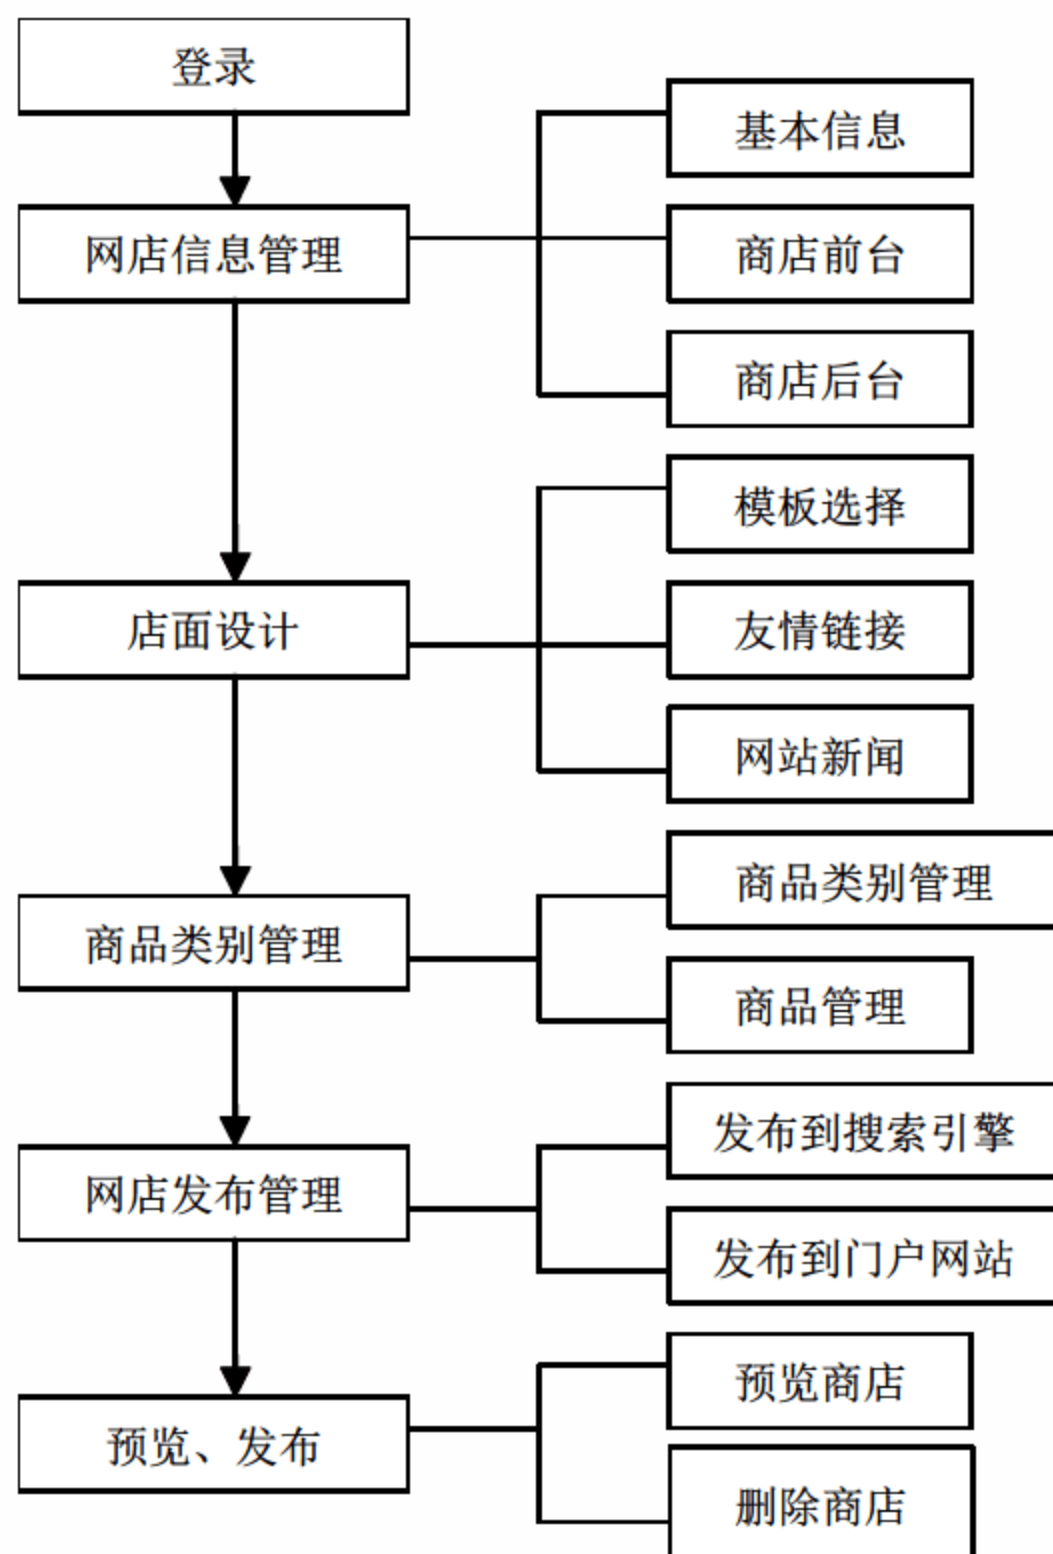 登录
基本信息
网店信息管理
商店前台
商店后台
模板选择
店面设计
友情链接
网站新闻
商品类别管理
商品类别管理
商品管理
发布到搜索引擎
网店发布管理
发布到门户网站
预览商店
预览、发布
删除商店